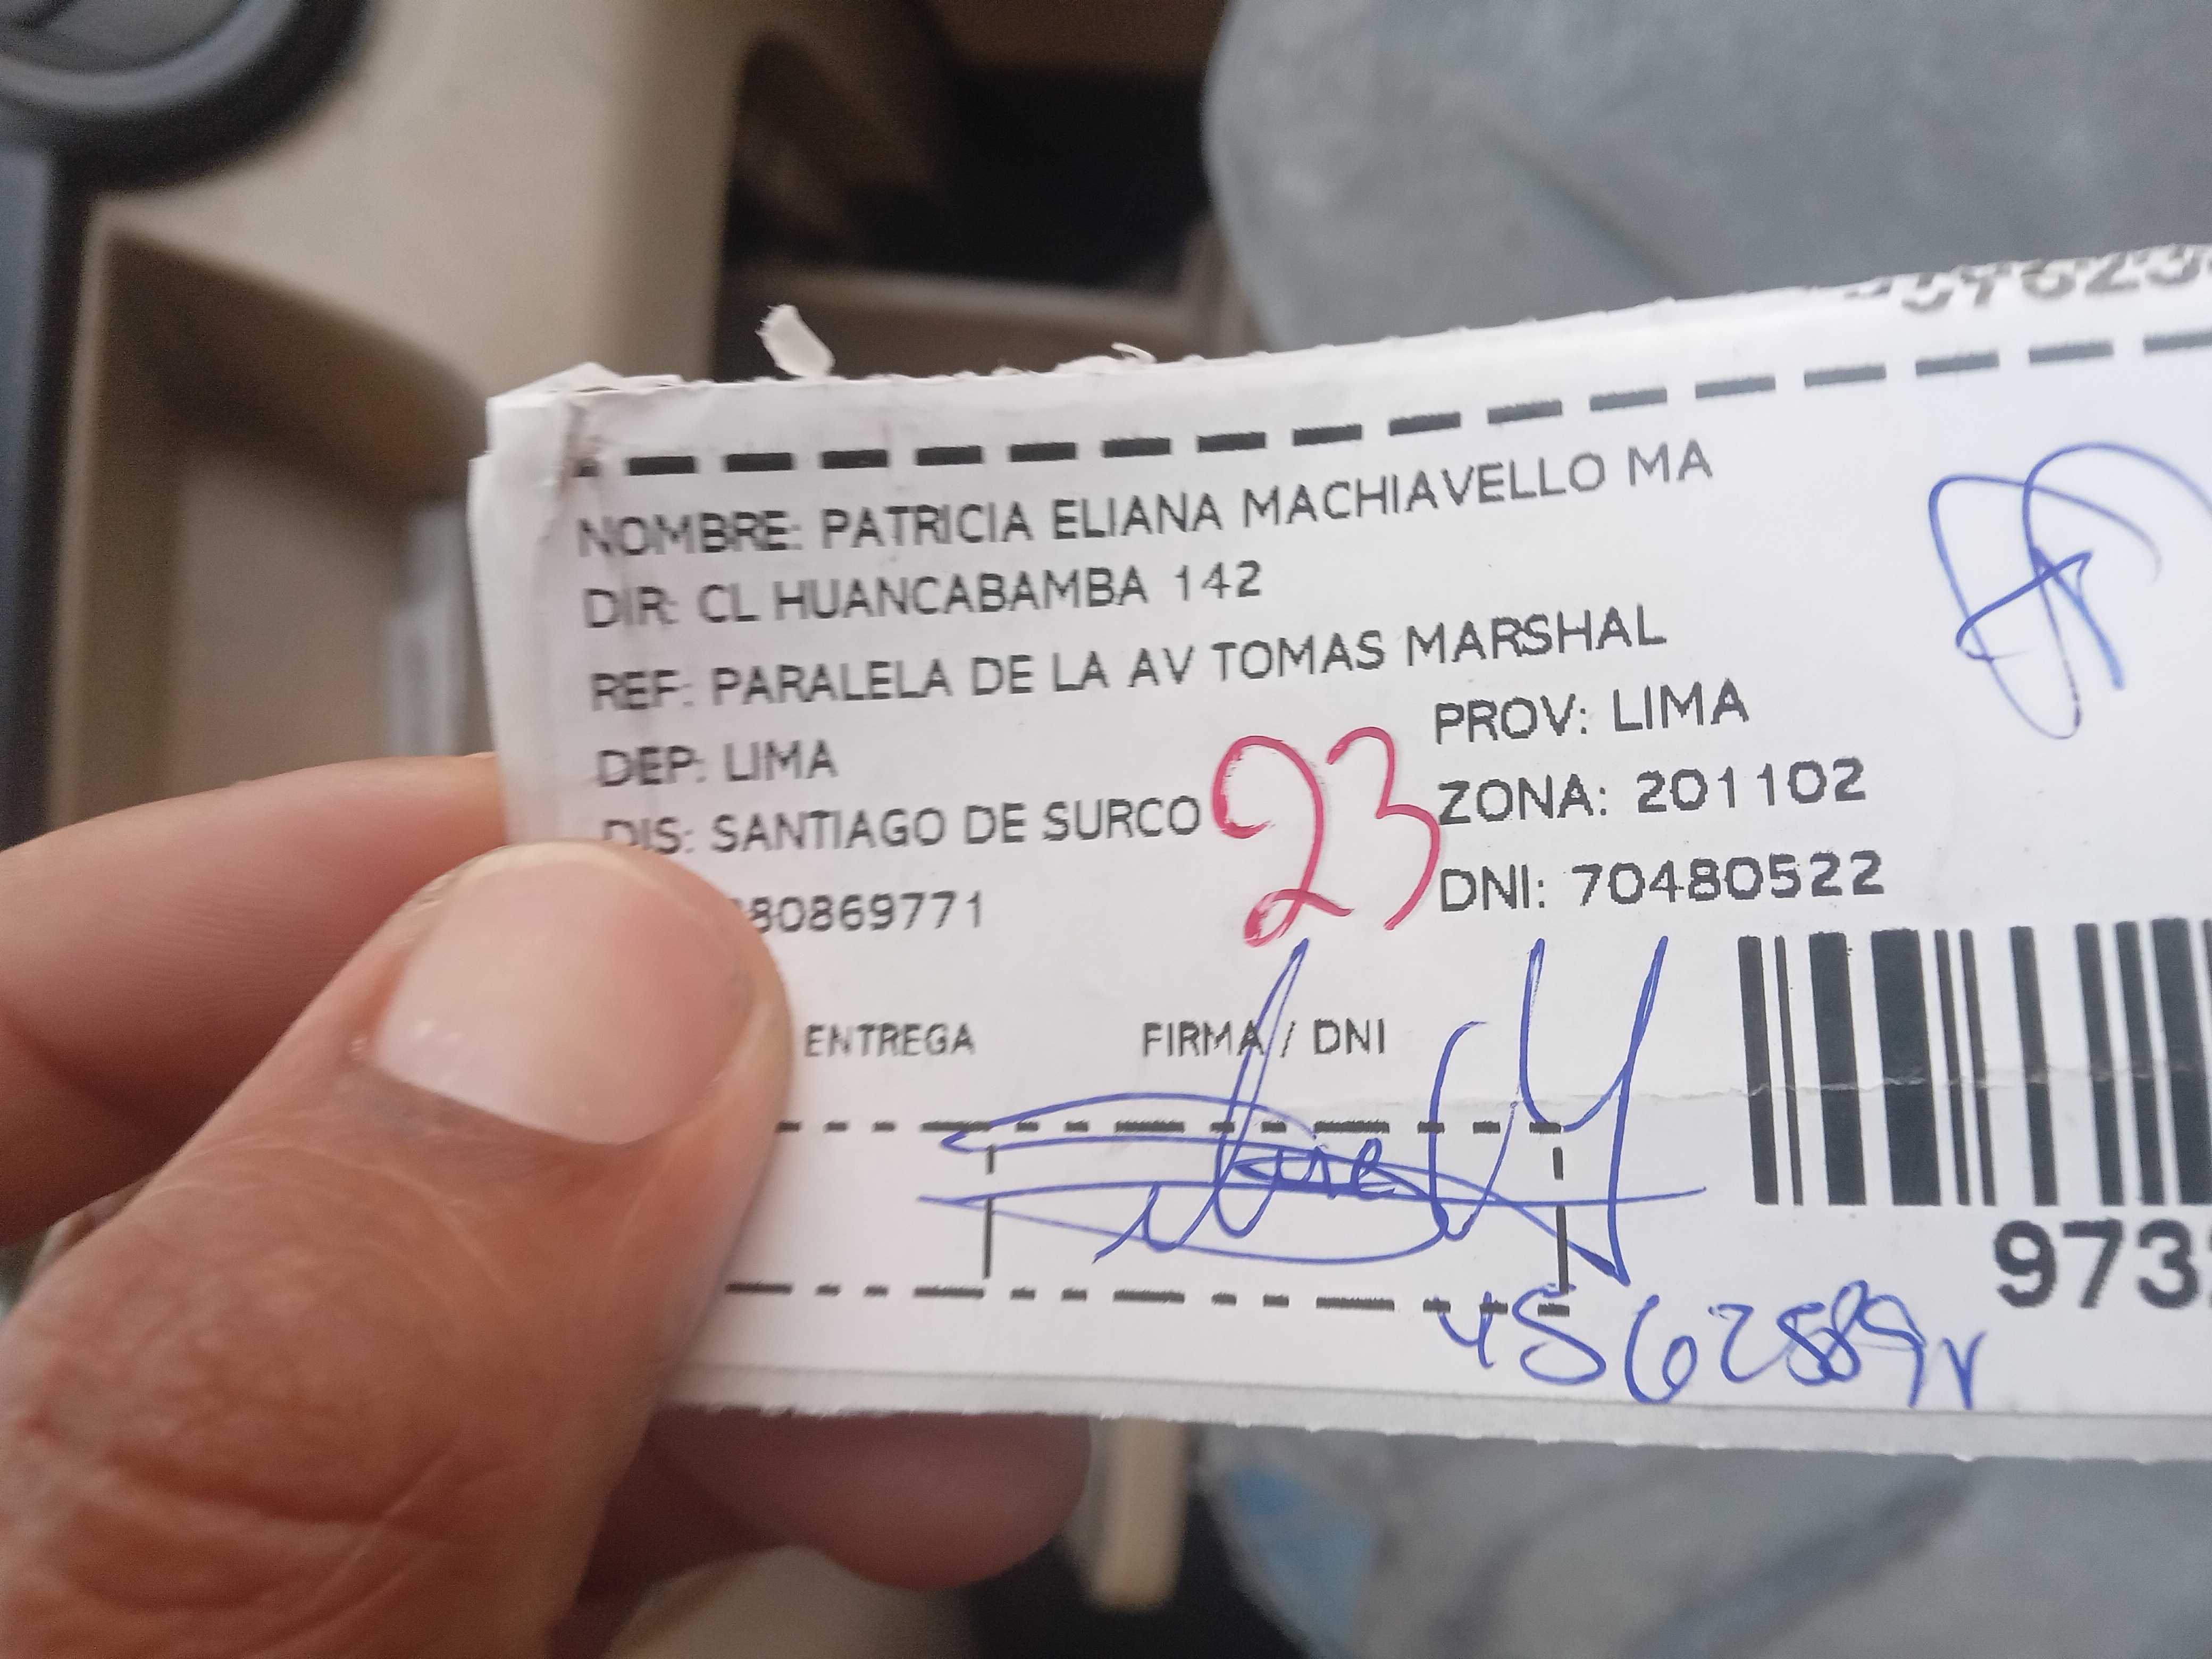 NOMBRE: PATRICIA ELIANA MACHIAVELLO MA
DIR: CL HUANCABAMBA 142
REF: PARALELA DE LA AV TOMAS MARSHAL
DEP: LIMA
PROV: LIMA
DIS: SANTIAGO DE SURCO
23
ZONA: 201102
80869771
DNI: 70480522
ENTREGA
FIRMA / DNI
973